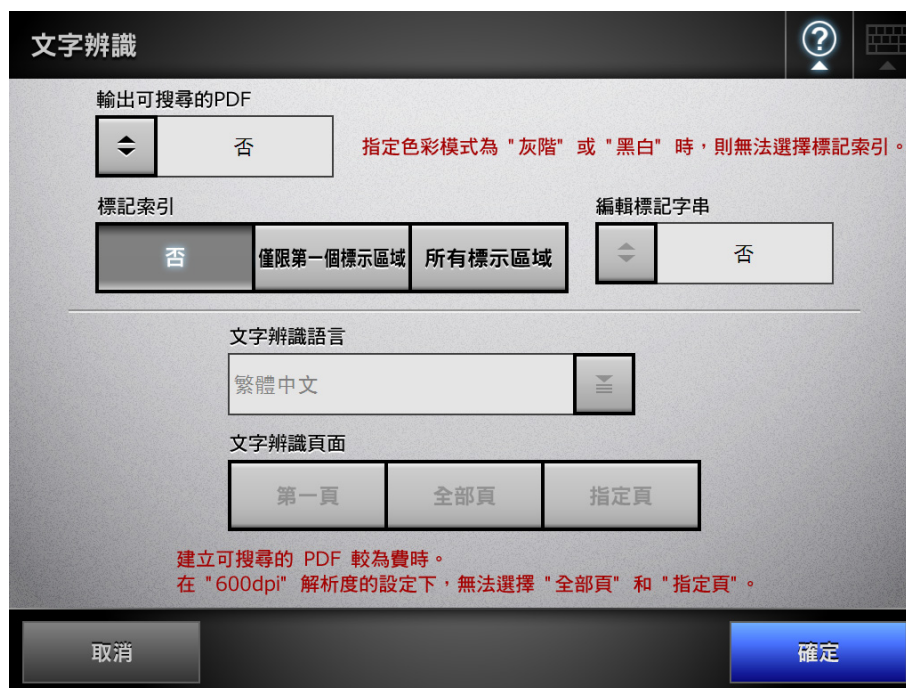 文字辨識
輸出可搜尋的PDF
否
指定色彩模式為 "灰階" 或 "黑白" 時，則無法選擇標記索引。
標記索引
編輯標記字串
否
僅限第一個標示區域
所有標示區域
否
文字辨識語言
繁體中文
文字辨識頁面
第一頁
全部頁
指定頁
建立可搜尋的 PDF 較為費時。
在 "600dpi" 解析度的設定下，無法選擇 "全部頁" 和 "指定頁"。
取消
確定